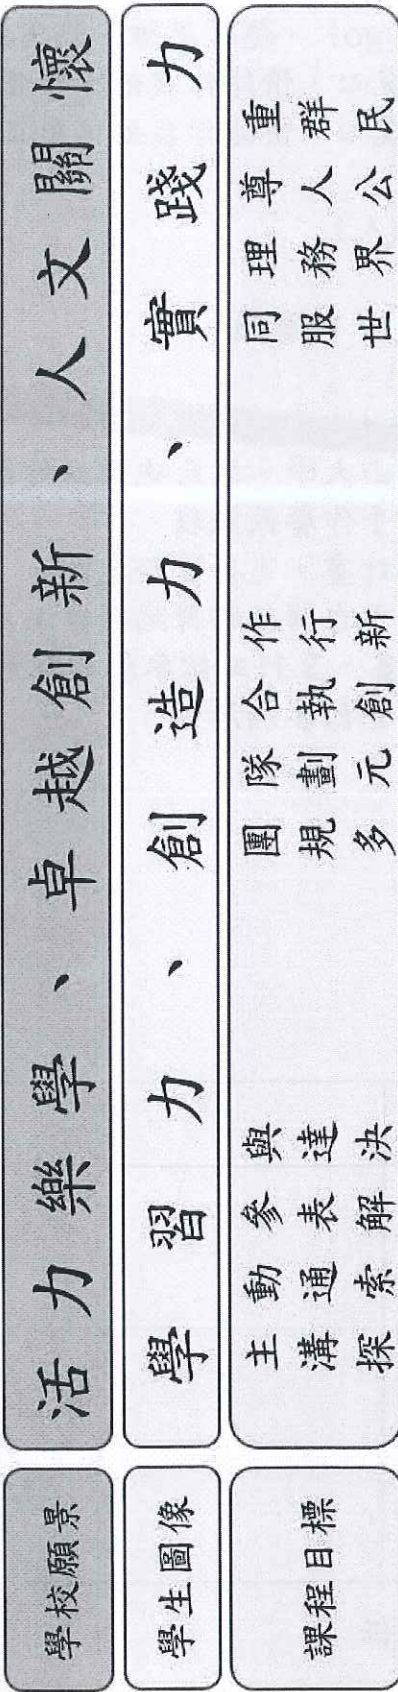 學校願景
活力樂學、卓越創新、人文關懷
學生圖像
學習力、創造力、實踐力
課程目標
主動參與 團隊合作 同理尊重
溝通表達 規劃執行 服務人群
探索解決 多元創新 世界公民